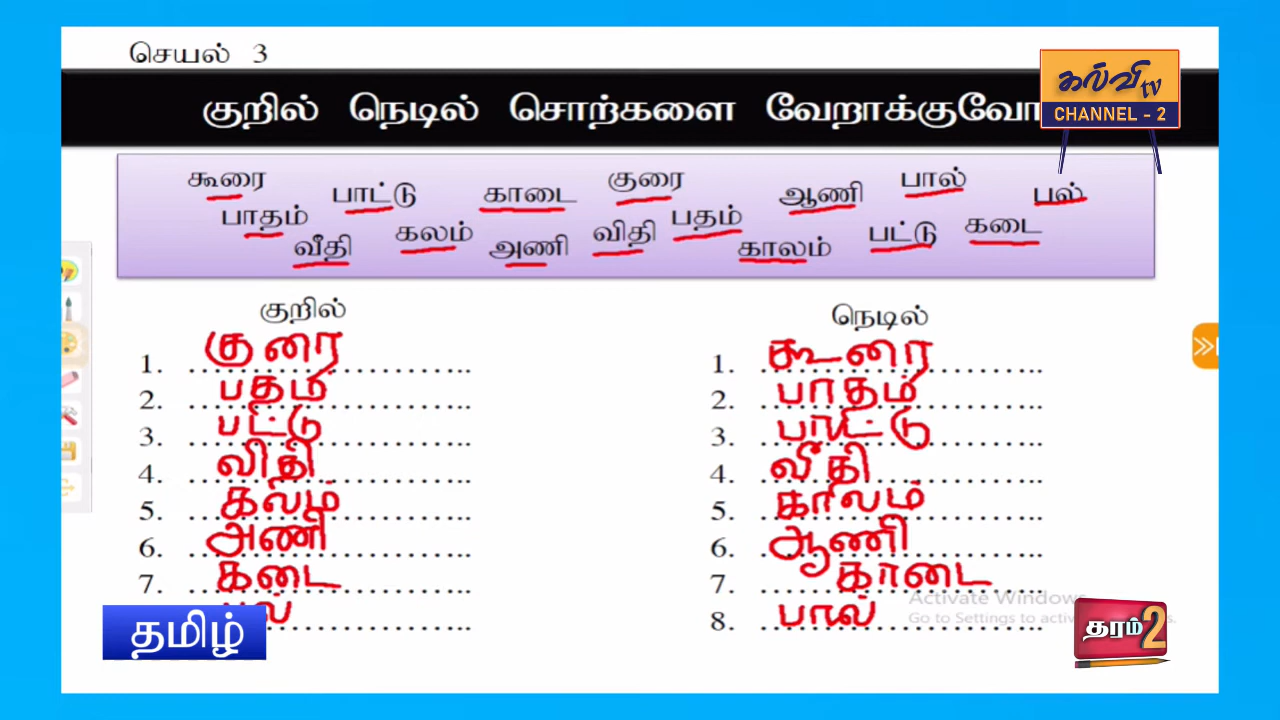 செயல் 3
குறில் நெடில் சொற்களை வேறாக்குவோ
கல்வி tv
CHANNEL - 2
கூரை பாட்டு காடை குரை ஆணி பால் பல்
பாதம் வீதி கலம் அணி விதி பதம் காலம் பட்டு கடை
குறில் நெடில்
1. குரை 1. கூரை
2. பதம் 2. பாதம்
3. பட்டு 3. பாட்டு
4. விதி 4. வீதி
5. கலம் 5. காலம்
6. அணி 6. ஆணி
7. கடை 7. காடை
பல் 8. பால்
Activate Windows
Go to Settings to activ
தமிழ்
தரம் 2